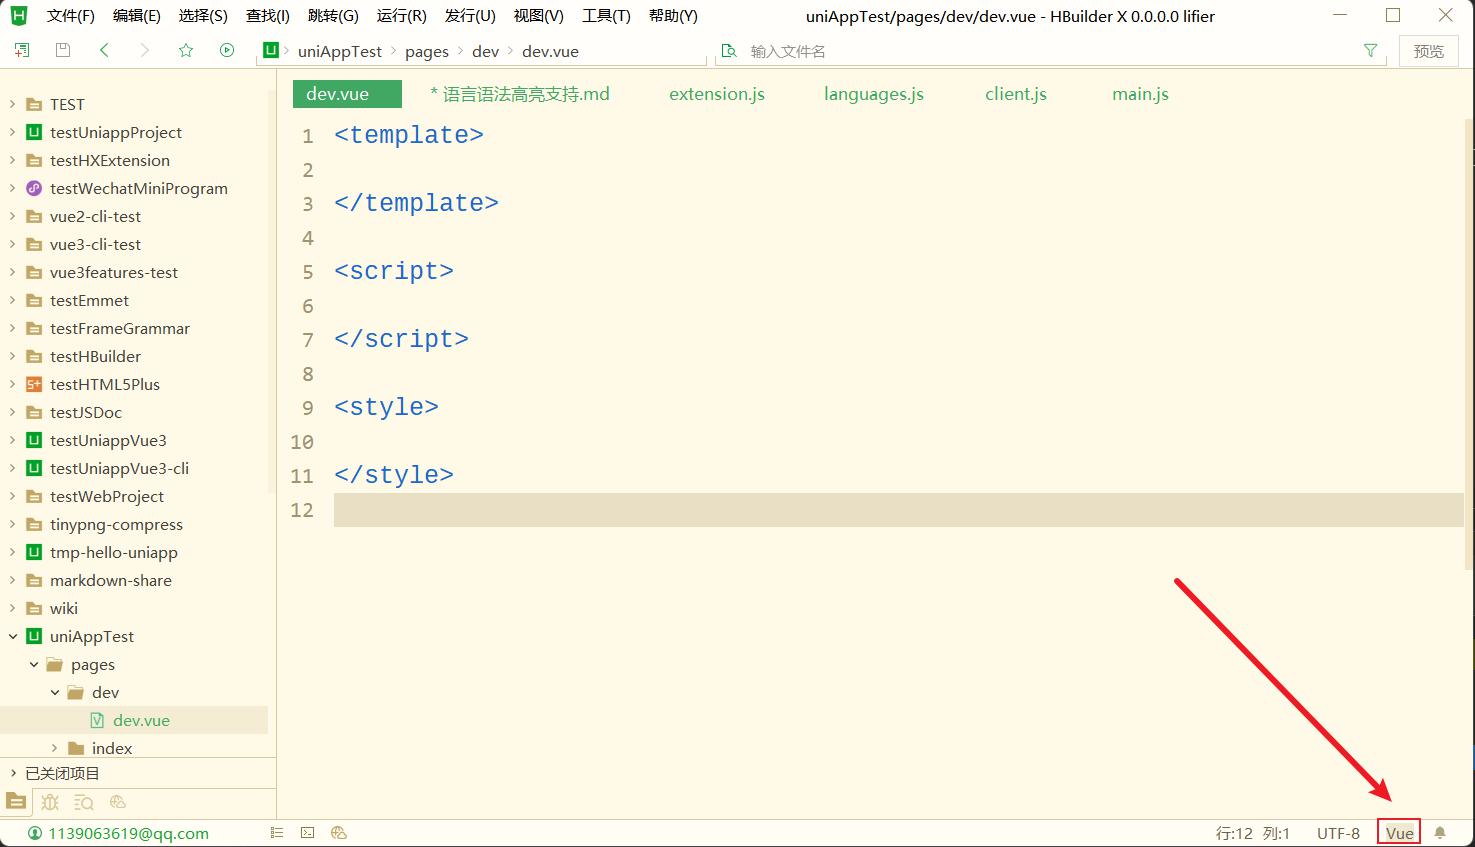 文件(F) 编辑(E) 选择(S) 查找(I) 跳转(G) 运行(R) 发行(U) 视图(V) 工具(T) 帮助(Y) uniAppTest/pages/dev/dev.vue - HBuilder X 0.0.0.0 lifier
uniAppTest pages dev dev.vue 输入文件名 预览
TEST
testUniappProject
testHXExtension
testWechatMiniProgram
vue2-cli-test
vue3-cli-test
vue3features-test
testEmmet
testFrameGrammar
testHBuilder
testHTML5Plus
testJSDoc
testUniappVue3
testUniappVue3-cli
testWebProject
tinypng-compress
tmp-hello-uniapp
markdown-share
wiki
uniAppTest
pages
dev
dev.vue
index
已关闭项目
dev.vue * 语言语法高亮支持.md extension.js languages.js client.js main.js
1 <template>
2
3 </template>
4
5 <script>
6
7 </script>
8
9 <style>
10
11 </style>
12
1139063619@qq.com 行:12 列:1 UTF-8 Vue